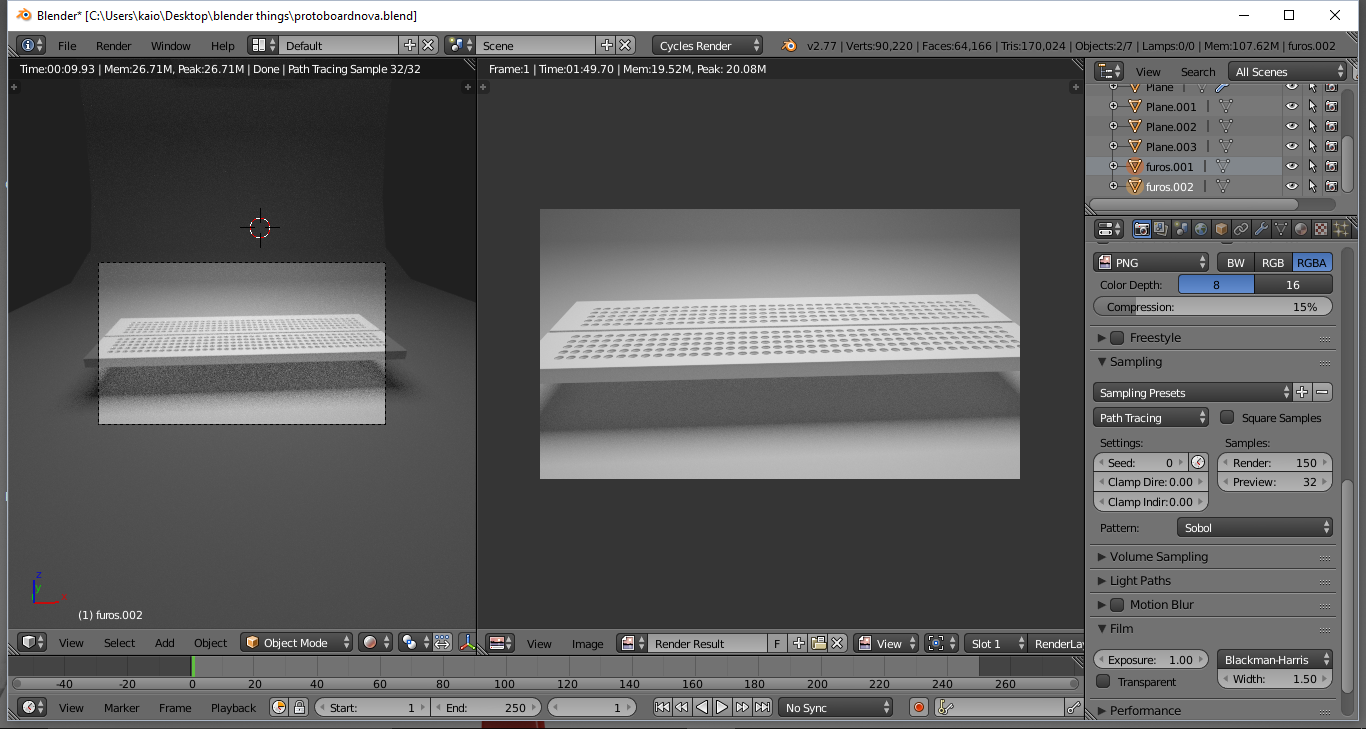 Blender* [C:\Users\kaio\Desktop\blender things\protoboardnova.blend]
File Render Window Help Default Scene Cycles Render v2.77 | Verts:90,220 | Faces:64,166 | Tris:170,024 | Objects:2/7 | Lamps:0/0 | Mem:107.62M | furos.002
Time:00:09.93 | Mem:26.71M, Peak:26.71M | Done | Path Tracing Sample 32/32
Frame:1 | Time:01:49.70 | Mem:19.52M, Peak: 20.08M
View Search All Scenes
Plane
Plane.001
Plane.002
Plane.003
furos.001
furos.002
PNG BW RGB RGBA
Color Depth: 8 16
Compression: 15%
Freestyle
Sampling
Sampling Presets
Path Tracing Square Samples
Settings: Samples:
Seed: 0 Render: 150
Clamp Dire: 0.00 Preview: 32
Clamp Indir: 0.00
Pattern: Sobol
Volume Sampling
Light Paths
Motion Blur
Film
Exposure: 1.00 Blackman-Harris
Transparent Width: 1.50
Performance
z
y
x
(1) furos.002
View Select Add Object Object Mode
View Image Render Result F View Slot 1 RenderLa
-40 -20 0 20 40 60 80 100 120 140 160 180 200 220 240 260
View Marker Frame Playback Start: 1 End: 250 1 No Sync